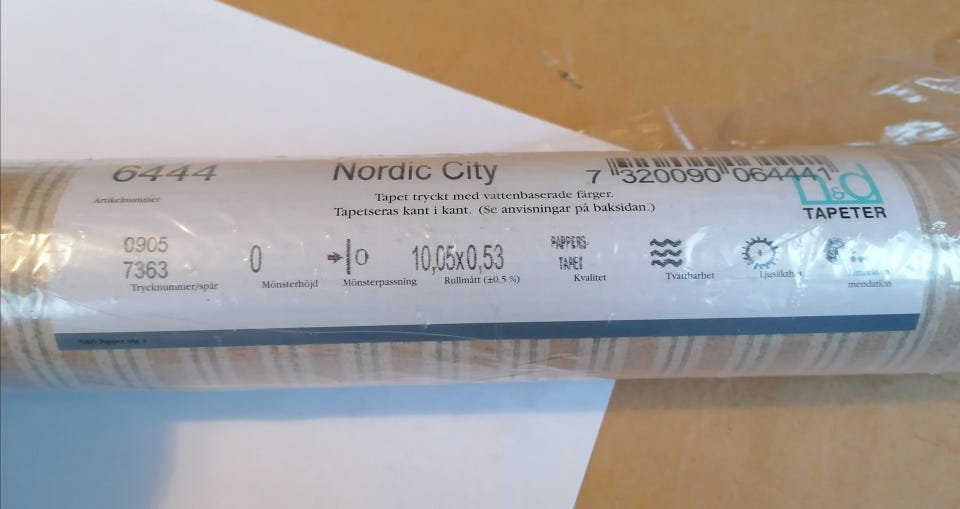 6444
Artikelnummer
Nordic City
7 320090 064441
n&d
TAPETER
Tapet tryckt med vattenbaserade färger.
Tapetseras kant i kant. (Se anvisningar på baksidan.)
0905
7363
Trycknummer/spår
0
Mönsterhöjd
0
Mönsterpassning
10,05x0,53
Rullmått (±0,5 %)
PAPPERS-
TAPET
Kvalitet
Tvättbarhet
Ljusäkthet
mendation